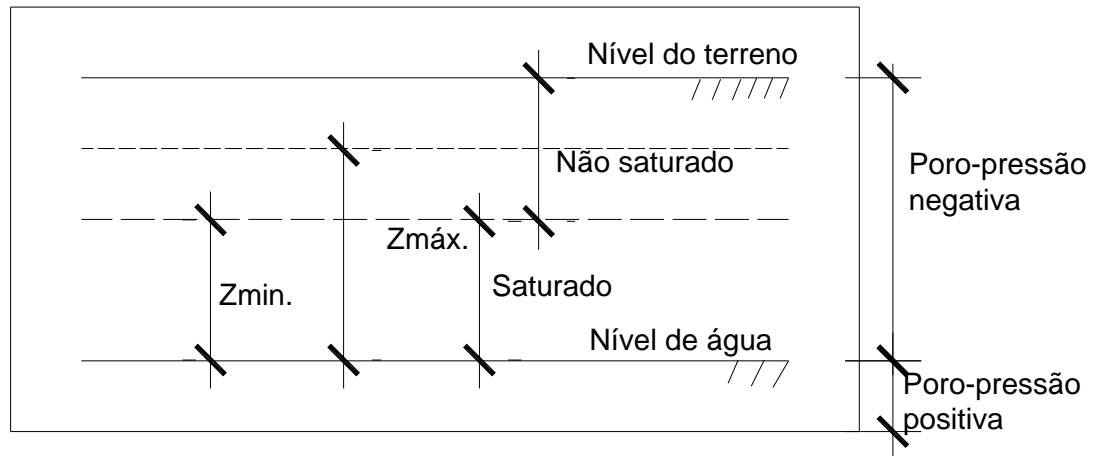 Nível do terreno
Não saturado
Poro-pressão
negativa
Zmáx.
Zmin.
Saturado
Nível de água
Poro-pressão
positiva